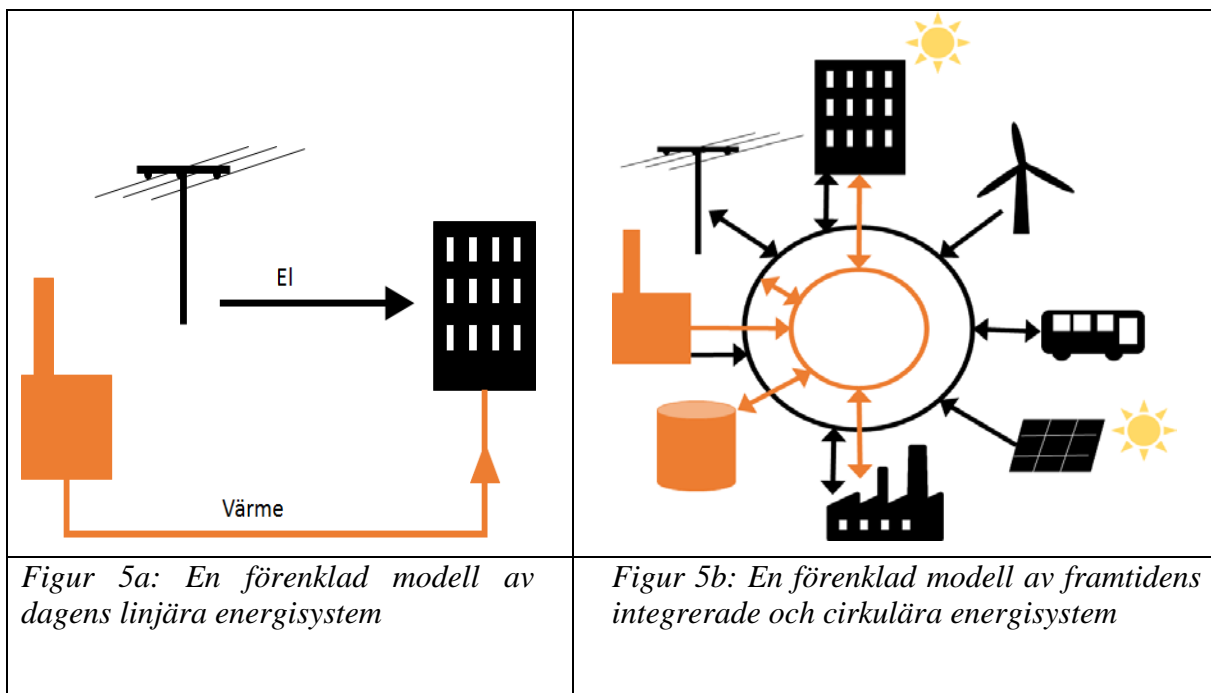 El
Värme
Figur 5a: En förenklad modell av
dagens linjära energisystem
Figur 5b: En förenklad modell av framtidens
integrerade och cirkulära energisystem